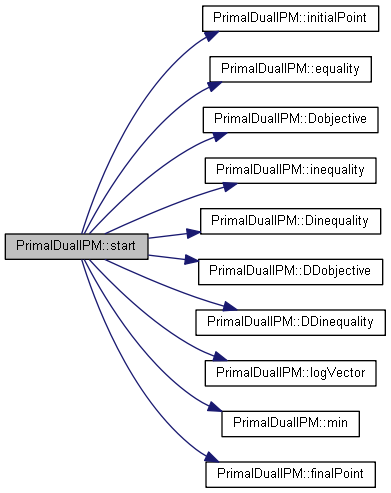 PrimalDualIPM::initialPoint
PrimalDualIPM::equality
PrimalDualIPM::Dobjective
PrimalDualIPM::inequality
PrimalDualIPM::Dinequality
PrimalDualIPM::start
PrimalDualIPM::DDobjective
PrimalDualIPM::DDinequality
PrimalDualIPM::logVector
PrimalDualIPM::min
PrimalDualIPM::finalPoint